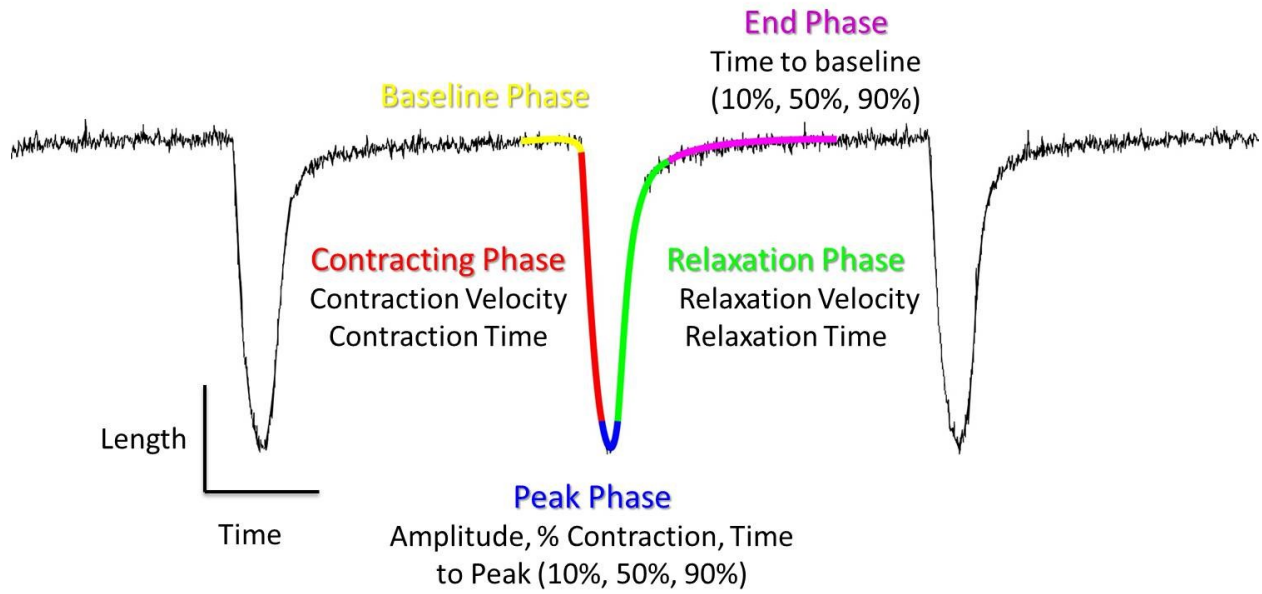 End Phase
Time to baseline
(10%, 50%, 90%)
Baseline Phase
Contracting Phase
Contraction Velocity
Contraction Time
Relaxation Phase
Relaxation Velocity
Relaxation Time
Length
Time
Peak Phase
Amplitude, % Contraction, Time
to Peak (10%, 50%, 90%)